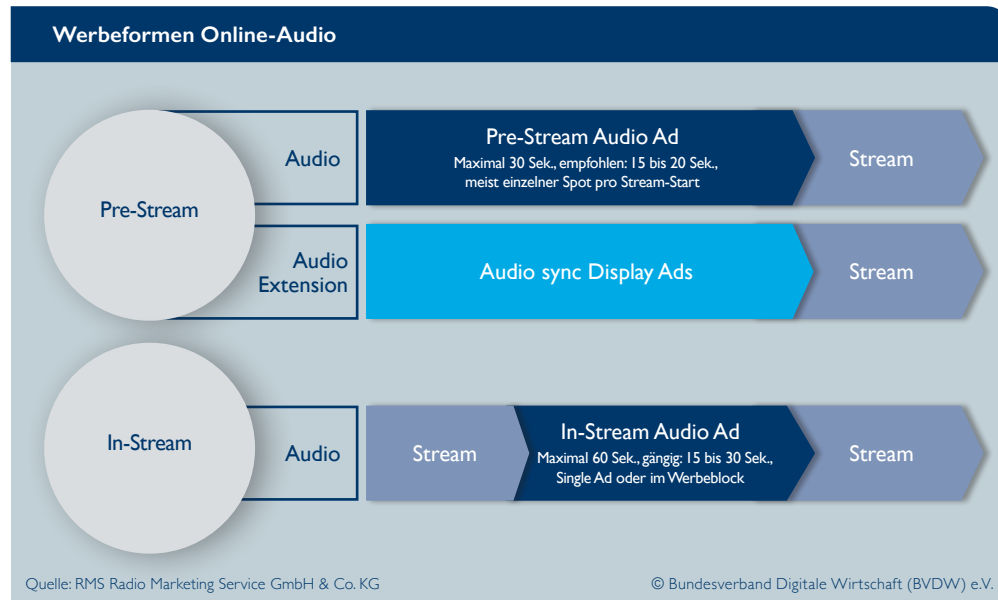 Werbeformen Online-Audio
Pre-Stream
Audio
Pre-Stream Audio Ad
Maximal 30 Sek., empfohlen: 15 bis 20 Sek.,
meist einzelner Spot pro Stream-Start
Stream
Audio
Extension
Audio sync Display Ads
Stream
In-Stream
Audio
Stream
In-Stream Audio Ad
Maximal 60 Sek., gängig: 15 bis 30 Sek.,
Single Ad oder im Werbeblock
Stream
Quelle: RMS Radio Marketing Service GmbH & Co. KG
© Bundesverband Digitale Wirtschaft (BVDW) e.V.